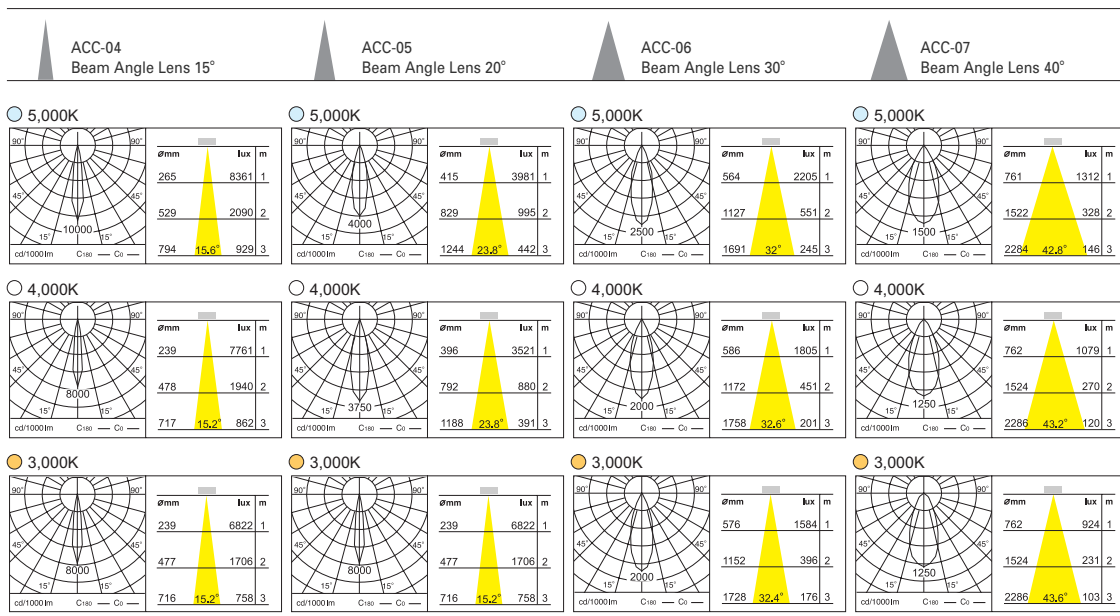 ACC-04
Beam Angle Lens 15°
ACC-05
Beam Angle Lens 20°
ACC-06
Beam Angle Lens 30°
ACC-07
Beam Angle Lens 40°
5,000K
90° 90°
45° 45°
15° 15°
10000
cd/1000lm C180 — C0 —
ømm lux m
265 8361 1
529 2090 2
794 15.6° 929 3
5,000K
90° 90°
45° 45°
15° 15°
4000
cd/1000lm C180 — C0 —
ømm lux m
415 3981 1
829 995 2
1244 23.8° 442 3
5,000K
90° 90°
45° 45°
15° 15°
2500
cd/1000lm C180 — C0 —
ømm lux m
564 2205 1
1127 551 2
1691 32° 245 3
5,000K
90° 90°
45° 45°
15° 15°
1500
cd/1000lm C180 — C0 —
ømm lux m
761 1312 1
1522 328 2
2284 42.8° 146 3
4,000K
90° 90°
45° 45°
8000
15° 15°
cd/1000lm C180 — C0 —
ømm lux m
239 7761 1
478 1940 2
717 15.2° 862 3
4,000K
90° 90°
45° 45°
15° 15°
3750
cd/1000lm C180 — C0 —
ømm lux m
396 3521 1
792 880 2
1188 23.8° 391 3
4,000K
90° 90°
45° 45°
2000
15° 15°
cd/1000lm C180 — C0 —
ømm lux m
586 1805 1
1172 451 2
1758 32.6° 201 3
4,000K
90° 90°
45° 45°
1250
15° 15°
cd/1000lm C180 — C0 —
ømm lux m
762 1079 1
1524 270 2
2286 43.2° 120 3
3,000K
90° 90°
45° 45°
8000
15° 15°
cd/1000lm C180 — C0 —
ømm lux m
239 6822 1
477 1706 2
716 15.2° 758 3
3,000K
90° 90°
45° 45°
8000
15° 15°
cd/1000lm C180 — C0 —
ømm lux m
239 6822 1
477 1706 2
716 15.2° 758 3
3,000K
90° 90°
45° 45°
2000
15° 15°
cd/1000lm C180 — C0 —
ømm lux m
576 1584 1
1152 396 2
1728 32.4° 176 3
3,000K
90° 90°
45° 45°
1250
15° 15°
cd/1000lm C180 — C0 —
ømm lux m
762 924 1
1524 231 2
2286 43.6° 103 3